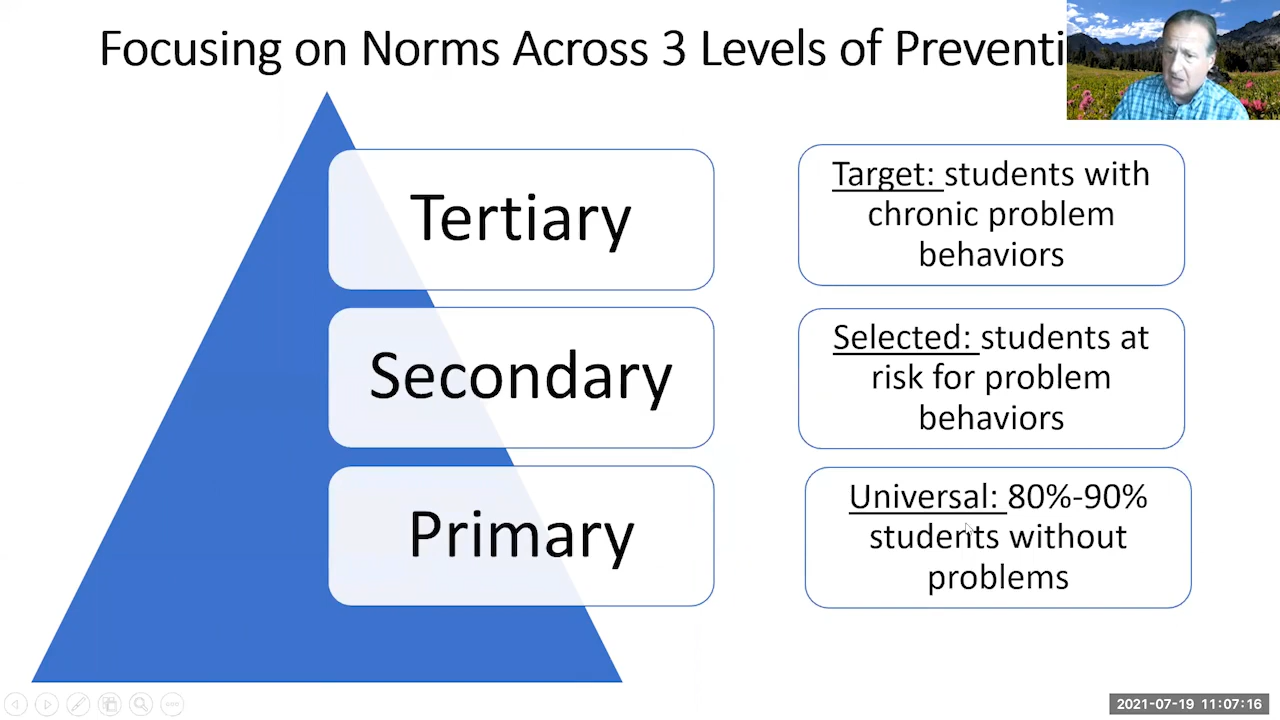 Focusing on Norms Across 3 Levels of Preventi
Tertiary
Target: students with
chronic problem
behaviors
Secondary
Selected: students at
risk for problem
behaviors
Primary
Universal: 80%-90%
students without
problems
2021-07-19 11:07:16